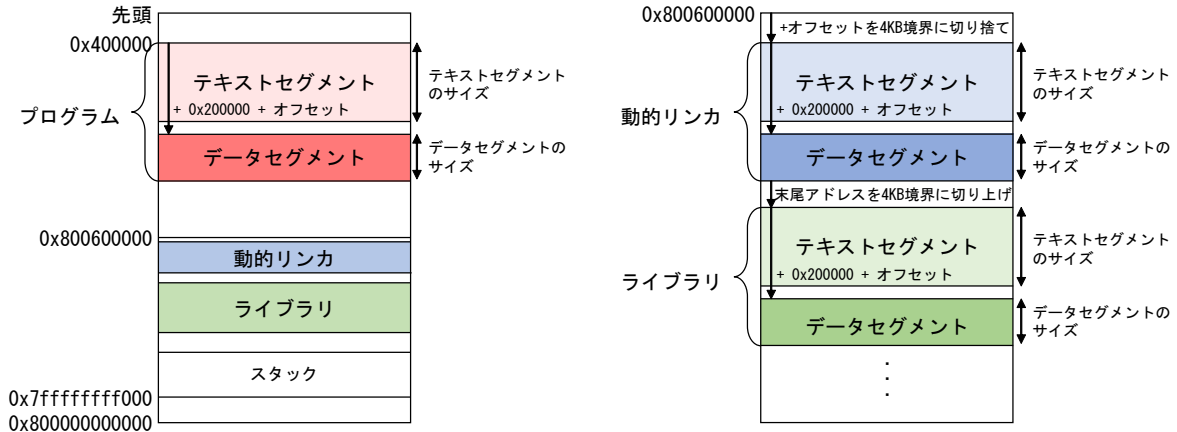 先頭
0x400000
テキストセグメント
+ 0x200000 + オフセット
テキストセグメント
のサイズ
プログラム
データセグメント
データセグメントの
サイズ
0x800600000
動的リンカ
ライブラリ
スタック
0x7ffffffff000
0x800000000000
0x800600000
+オフセットを4KB境界に切り捨て
テキストセグメント
+ 0x200000 + オフセット
テキストセグメント
のサイズ
動的リンカ
データセグメント
データセグメントの
サイズ
末尾アドレスを4KB境界に切り上げ
テキストセグメント
+ 0x200000 + オフセット
テキストセグメント
のサイズ
ライブラリ
データセグメント
データセグメントの
サイズ